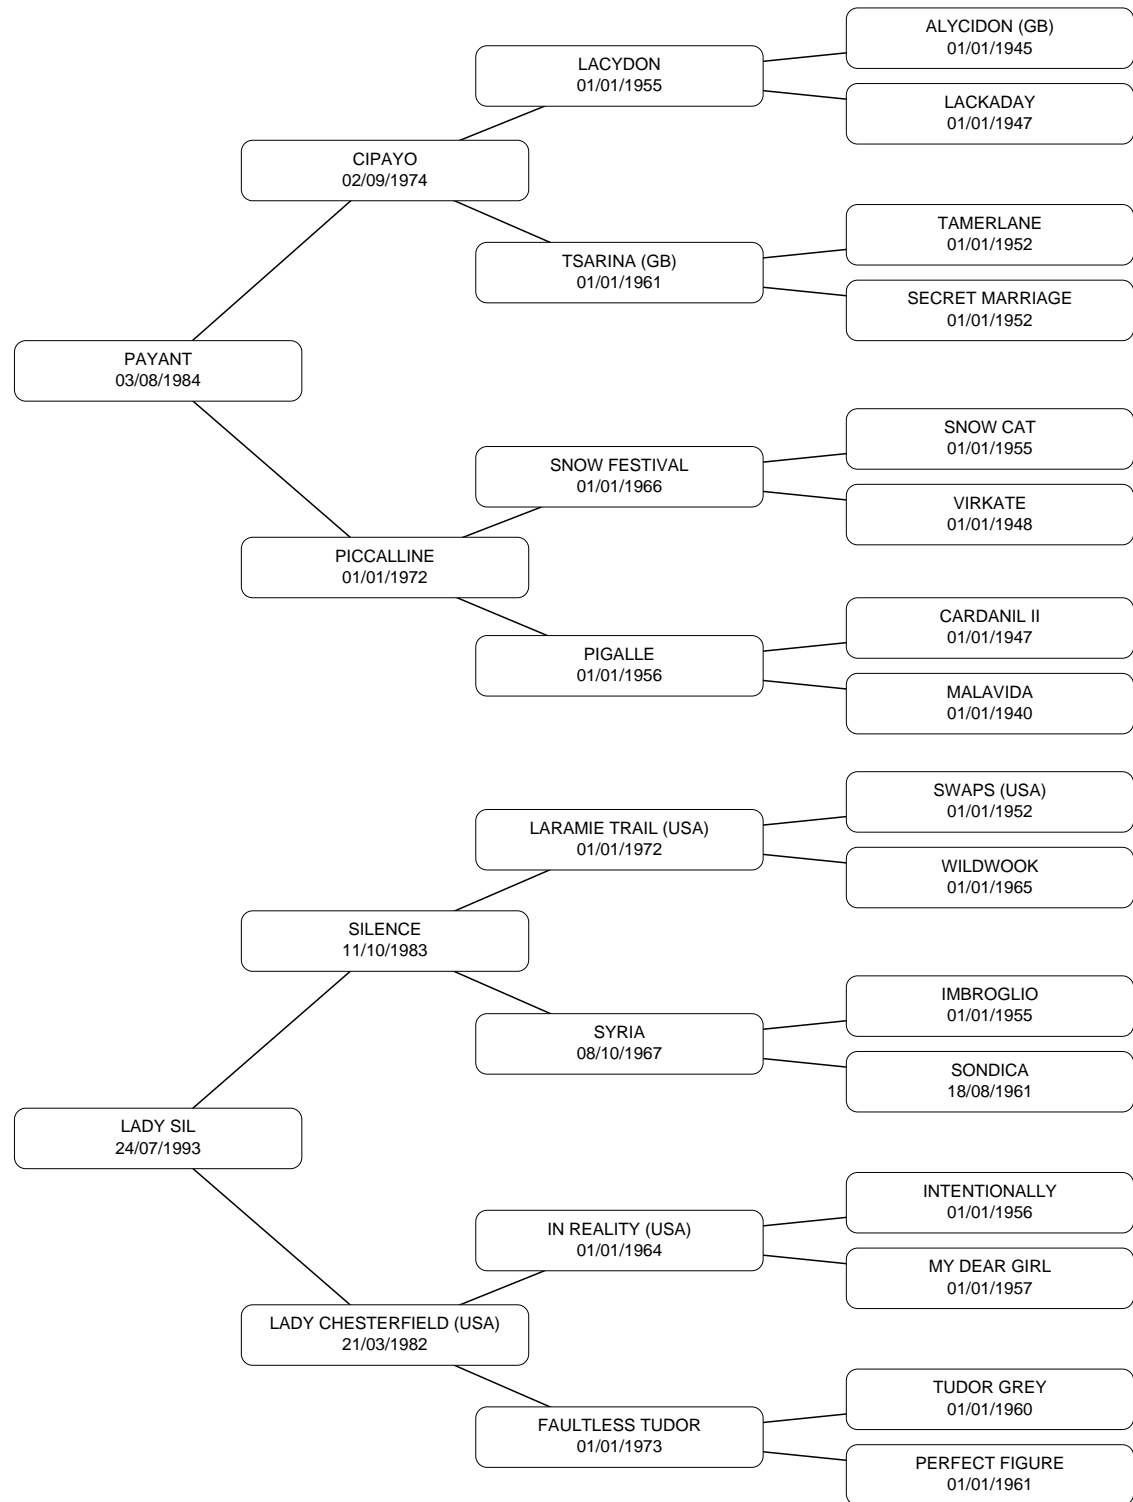 ALYCIDON (GB)
01/01/1945
LACYDON
01/01/1955
LACKADAY
01/01/1947
CIPAYO
02/09/1974
TAMERLANE
01/01/1952
TSARINA (GB)
01/01/1961
SECRET MARRIAGE
01/01/1952
PAYANT
03/08/1984
SNOW CAT
01/01/1955
SNOW FESTIVAL
01/01/1966
VIRKATE
01/01/1948
PICCALLINE
01/01/1972
CARDANIL II
01/01/1947
PIGALLE
01/01/1956
MALAVIDA
01/01/1940
SWAPS (USA)
01/01/1952
LARAMIE TRAIL (USA)
01/01/1972
WILDWOOK
01/01/1965
SILENCE
11/10/1983
IMBROGLIO
01/01/1955
SYRIA
08/10/1967
SONDICA
18/08/1961
LADY SIL
24/07/1993
INTENTIONALLY
01/01/1956
IN REALITY (USA)
01/01/1964
MY DEAR GIRL
01/01/1957
LADY CHESTERFIELD (USA)
21/03/1982
TUDOR GREY
01/01/1960
FAULTLESS TUDOR
01/01/1973
PERFECT FIGURE
01/01/1961